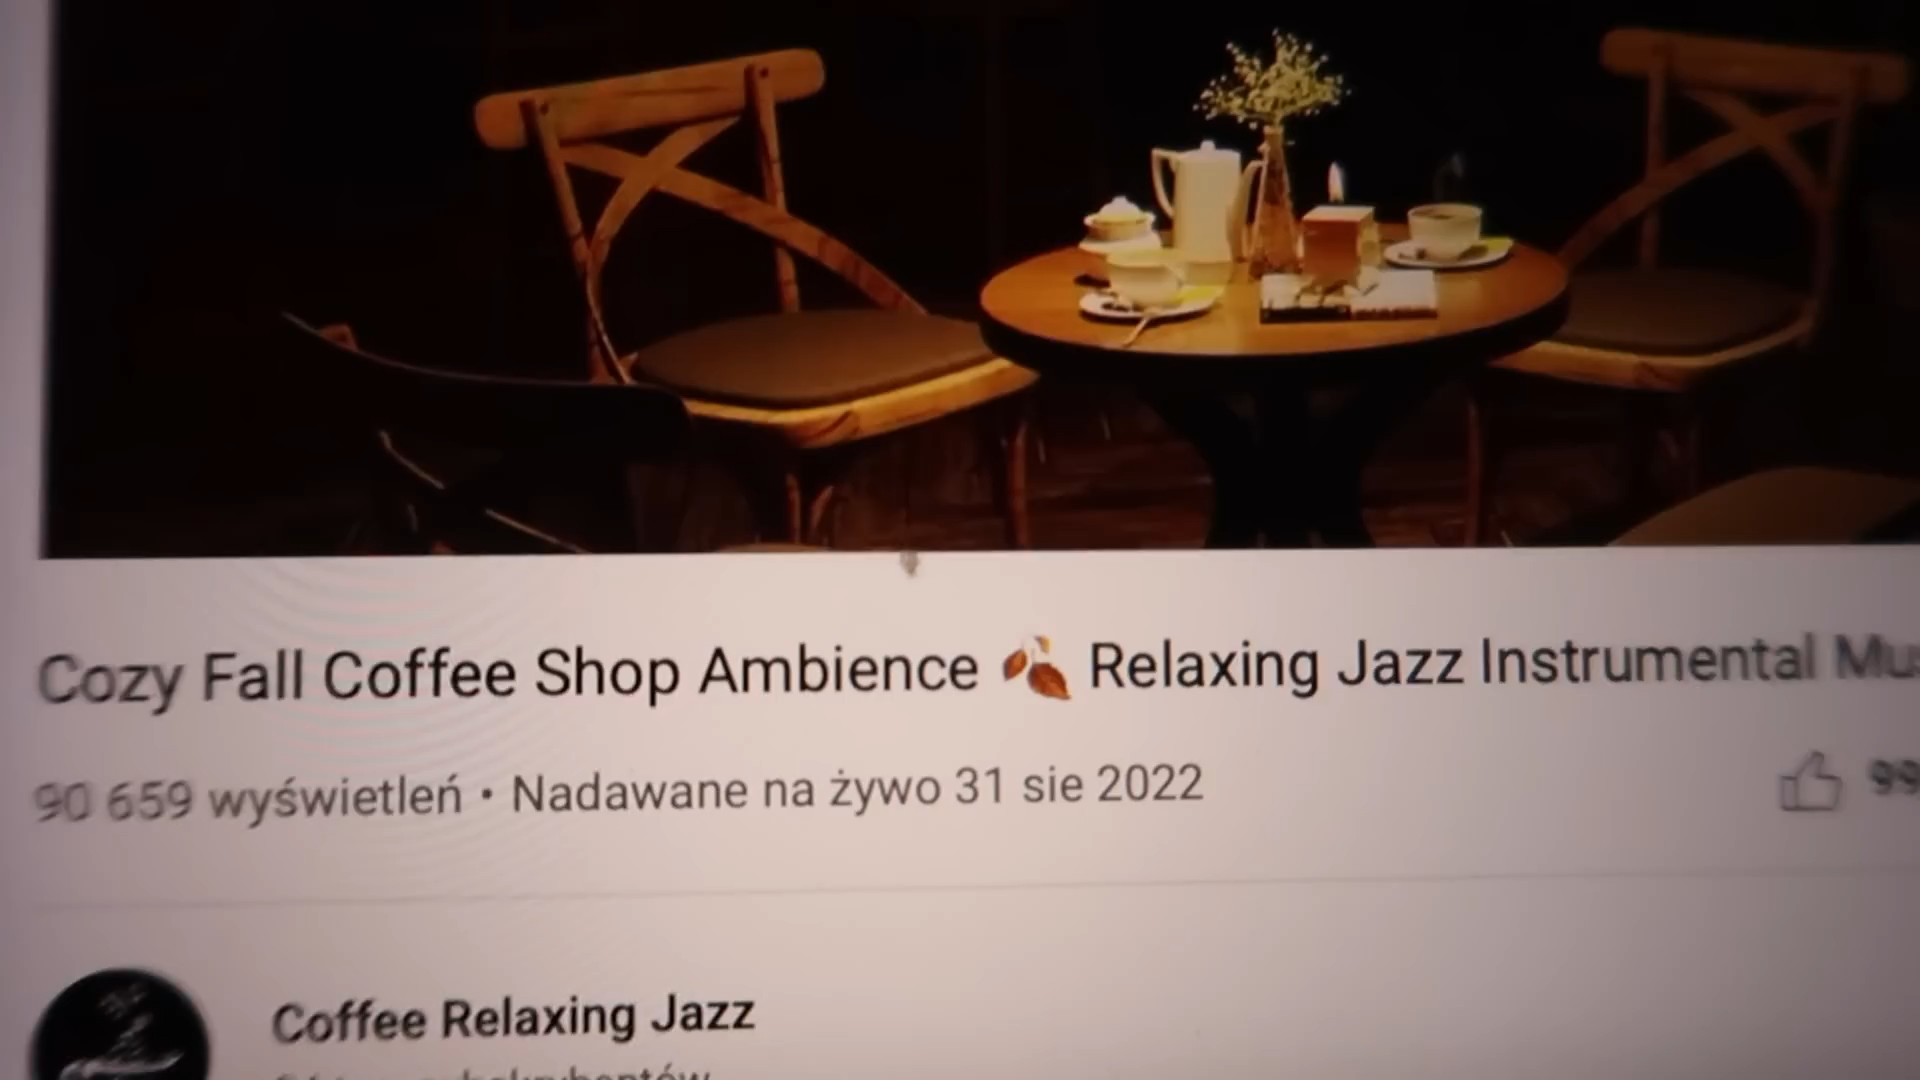 Cozy Fall Coffee Shop Ambience 🍂 Relaxing Jazz Instrumental
90 659 wyświetleń • Nadawane na żywo 31 sie 2022
Coffee Relaxing Jazz